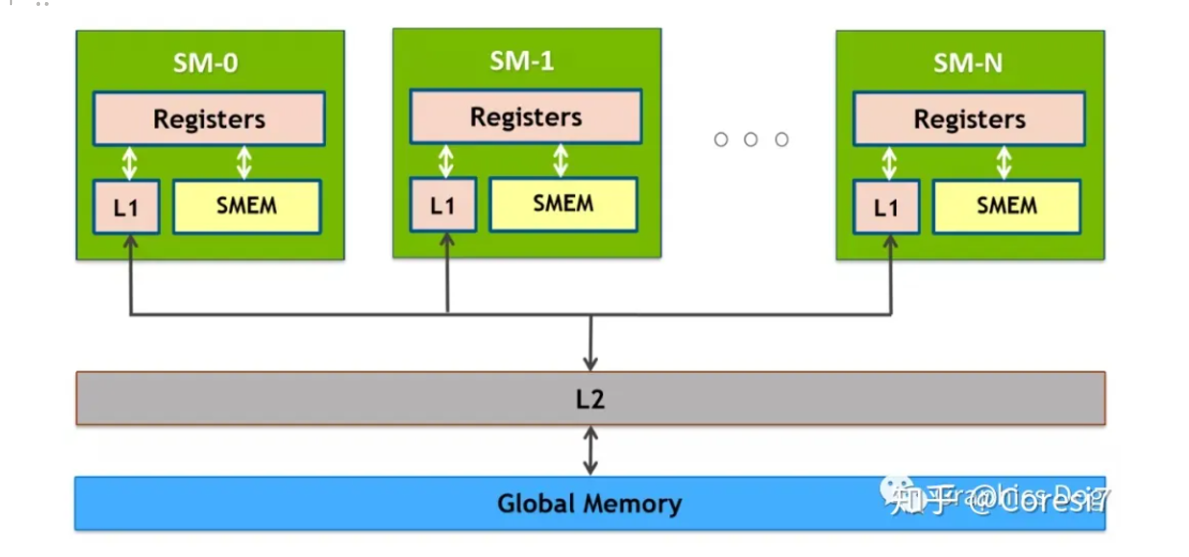 SM-0
SM-1
SM-N
Registers
Registers
Registers
L1
SMEM
L1
SMEM
L1
SMEM
L2
Global Memory
知乎 @Coresi7